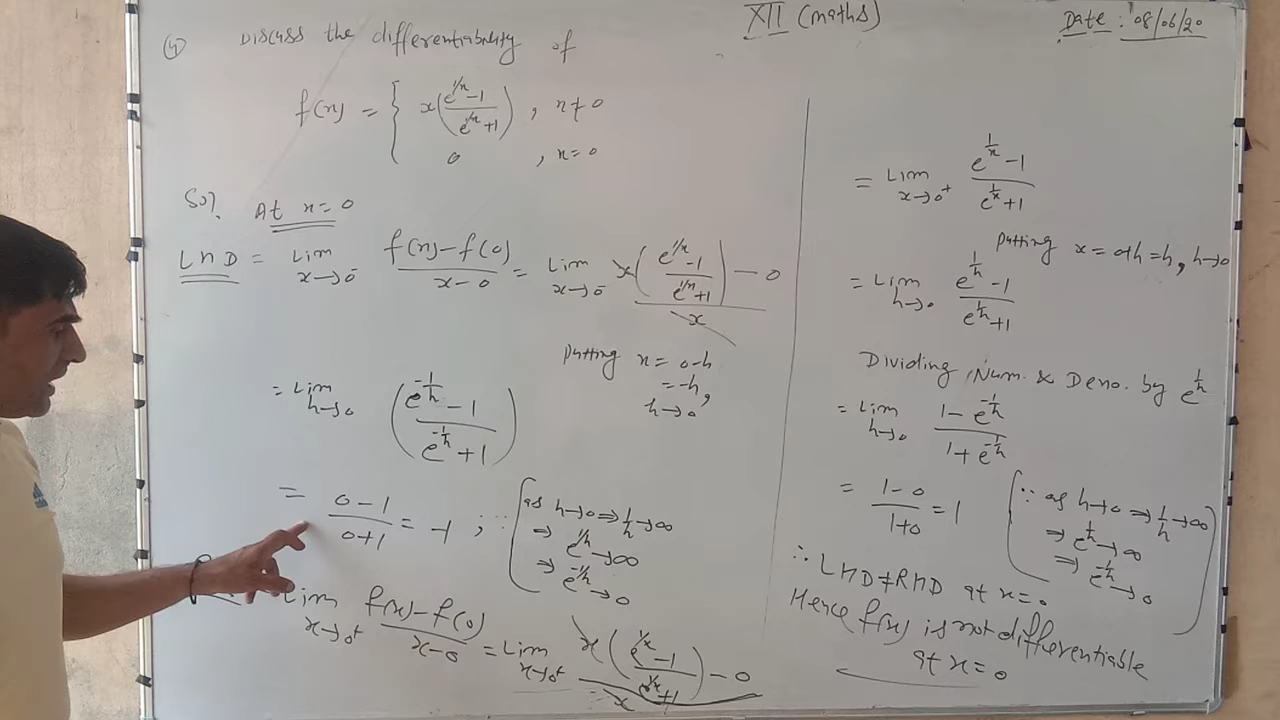 XII (maths)
Date : 08/06/20
(4) Discuss the differentiability of
f(x) = { x((e^{1/x} - 1)/(e^{1/x} + 1)) , x ≠ 0
0 , x = 0
Sol. At x = 0
LHD = Lim x→0⁻ (f(x) - f(0))/(x - 0) = Lim x→0⁻ (x((e^{1/x} - 1)/(e^{1/x} + 1)) - 0)/x
putting x = 0-h
= -h,
h→0
= Lim h→0 ((e^{-1/h} - 1)/(e^{-1/h} + 1))
= (0 - 1)/(0 + 1) = -1 ; ∵ ( as h→0 ⇒ 1/h → ∞
⇒ e^{1/h} → ∞
⇒ e^{-1/h} → 0
Lim x→0⁺ (f(x) - f(0))/(x - 0) = Lim x→0⁺ (x((e^{1/x} - 1)/(e^{1/x} + 1)) - 0)/x
= Lim x→0⁺ (e^{1/x} - 1)/(e^{1/x} + 1)
putting x = 0+h = h, h→0
= Lim h→0 (e^{1/h} - 1)/(e^{1/h} + 1)
Dividing Num. & Deno. by e^{1/h}
= Lim h→0 (1 - e^{-1/h})/(1 + e^{-1/h})
= (1 - 0)/(1 + 0) = 1 (∵ as h→0 ⇒ 1/h → ∞
⇒ e^{1/h} → ∞
⇒ e^{-1/h} → 0)
∴ LHD ≠ RHD at x = 0
Hence f(x) is not differentiable
at x = 0